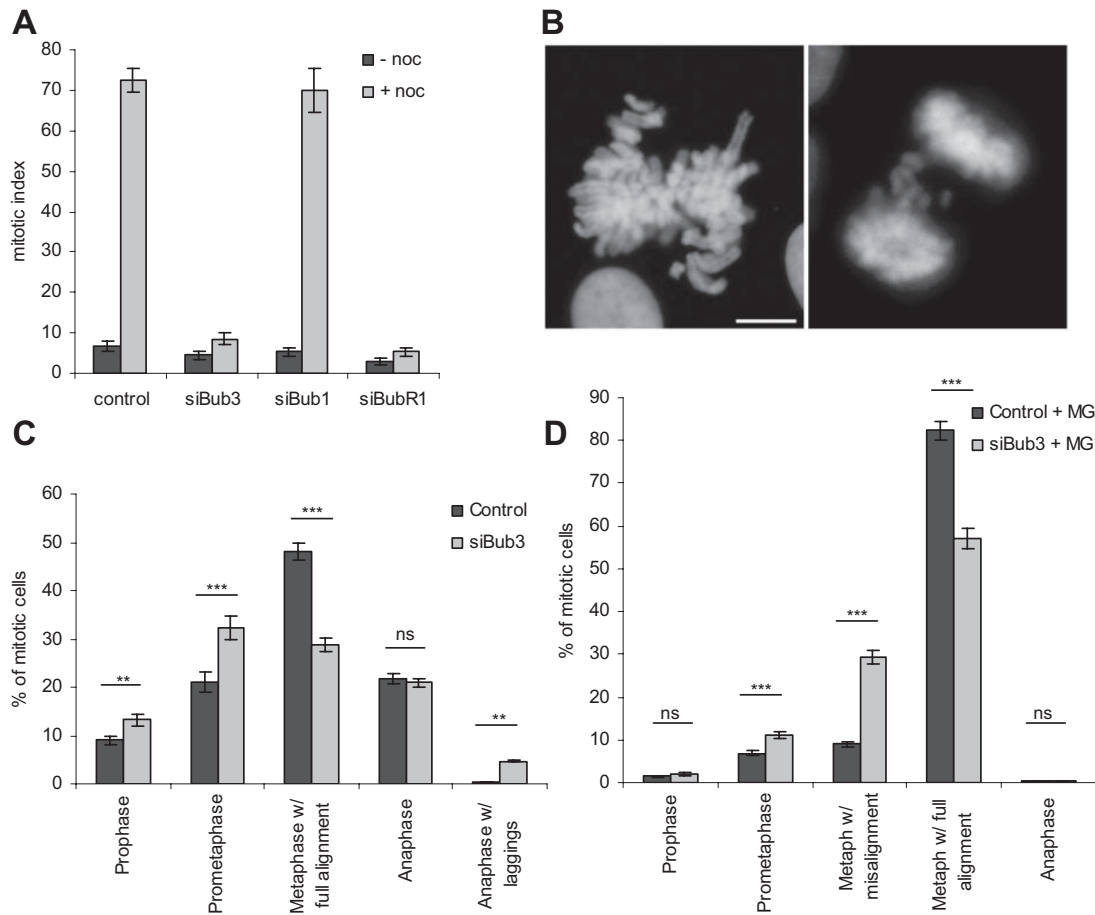 A
80
70
60
50
40
30
20
10
0
mitotic index
- noc
+ noc
control siBub3 siBub1 siBubR1
B
C
60
50
40
30
20
10
0
% of mitotic cells
Control
siBub3
**
***
***
ns
**
Prophase
Prometaphase
Metaphase w/
full alignment
Anaphase
Anaphase w/
laggings
D
90
80
70
60
50
40
30
20
10
0
% of mitotic cells
Control + MG
siBub3 + MG
ns
***
***
***
ns
Prophase
Prometaphase
Metaph w/
misalignment
Metaph w/ full
alignment
Anaphase